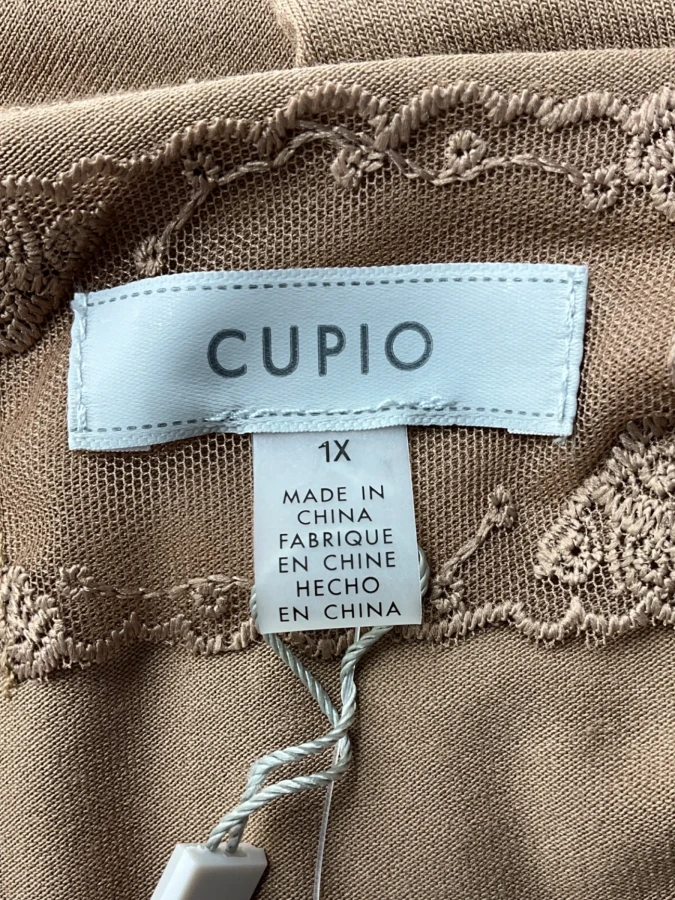 CUPIO
1X
MADE IN
CHINA
FABRIQUE
EN CHINE
HECHO
EN CHINA